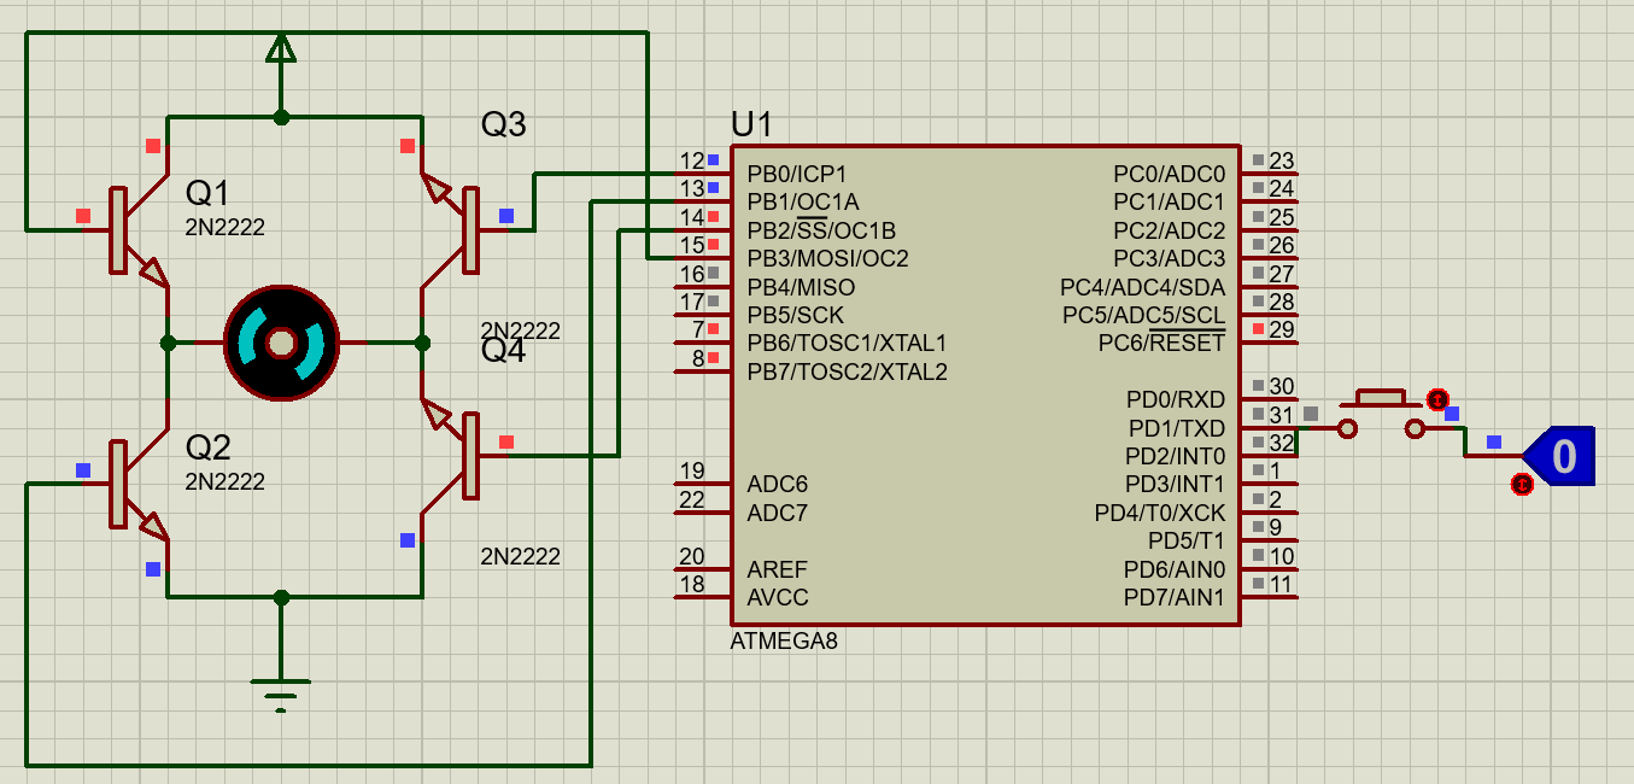 Q3
Q1
2N2222
2N2222
Q4
Q2
2N2222
2N2222
U1
12 PB0/ICP1
13 PB1/OC1A
14 PB2/SS/OC1B
15 PB3/MOSI/OC2
16 PB4/MISO
17 PB5/SCK
7 PB6/TOSC1/XTAL1
8 PB7/TOSC2/XTAL2
19 ADC6
22 ADC7
20 AREF
18 AVCC
PC0/ADC0 23
PC1/ADC1 24
PC2/ADC2 25
PC3/ADC3 26
PC4/ADC4/SDA 27
PC5/ADC5/SCL 28
PC6/RESET 29
PD0/RXD 30
PD1/TXD 31
PD2/INT0 32
PD3/INT1 1
PD4/T0/XCK 2
PD5/T1 9
PD6/AIN0 10
PD7/AIN1 11
ATMEGA8
0